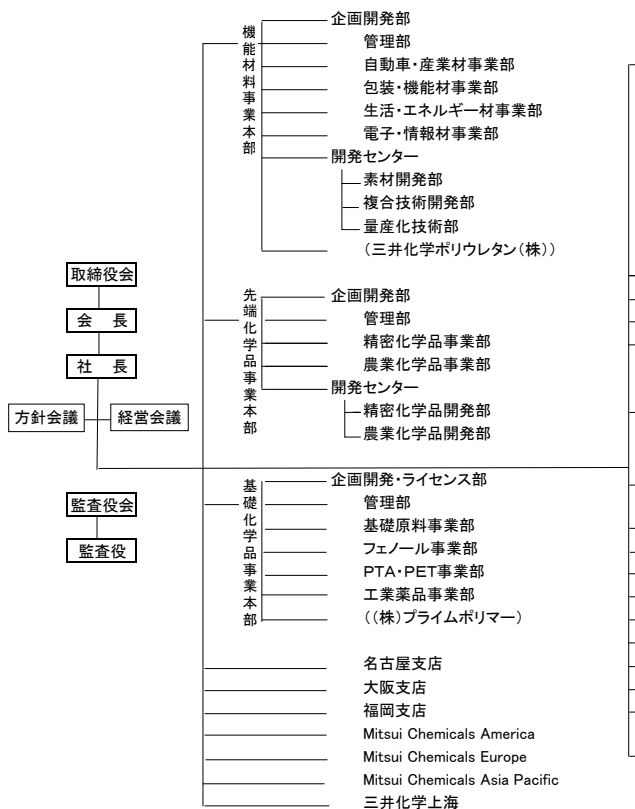 取締役会
会　長
社　長
方針会議
経営会議
監査役会
監査役
機能材料事業本部
企画開発部
管理部
自動車・産業材事業部
包装・機能材事業部
生活・エネルギー材事業部
電子・情報材事業部
開発センター
素材開発部
複合技術開発部
量産化技術部
（三井化学ポリウレタン（株））
先端化学品事業本部
企画開発部
管理部
精密化学品事業部
農業化学品事業部
開発センター
精密化学品開発部
農業化学品開発部
基礎化学品事業本部
企画開発・ライセンス部
管理部
基礎原料事業部
フェノール事業部
PTA・PET事業部
工業薬品事業部
（（株）プライムポリマー）
名古屋支店
大阪支店
福岡支店
Mitsui Chemicals America
Mitsui Chemicals Europe
Mitsui Chemicals Asia Pacific
三井化学上海